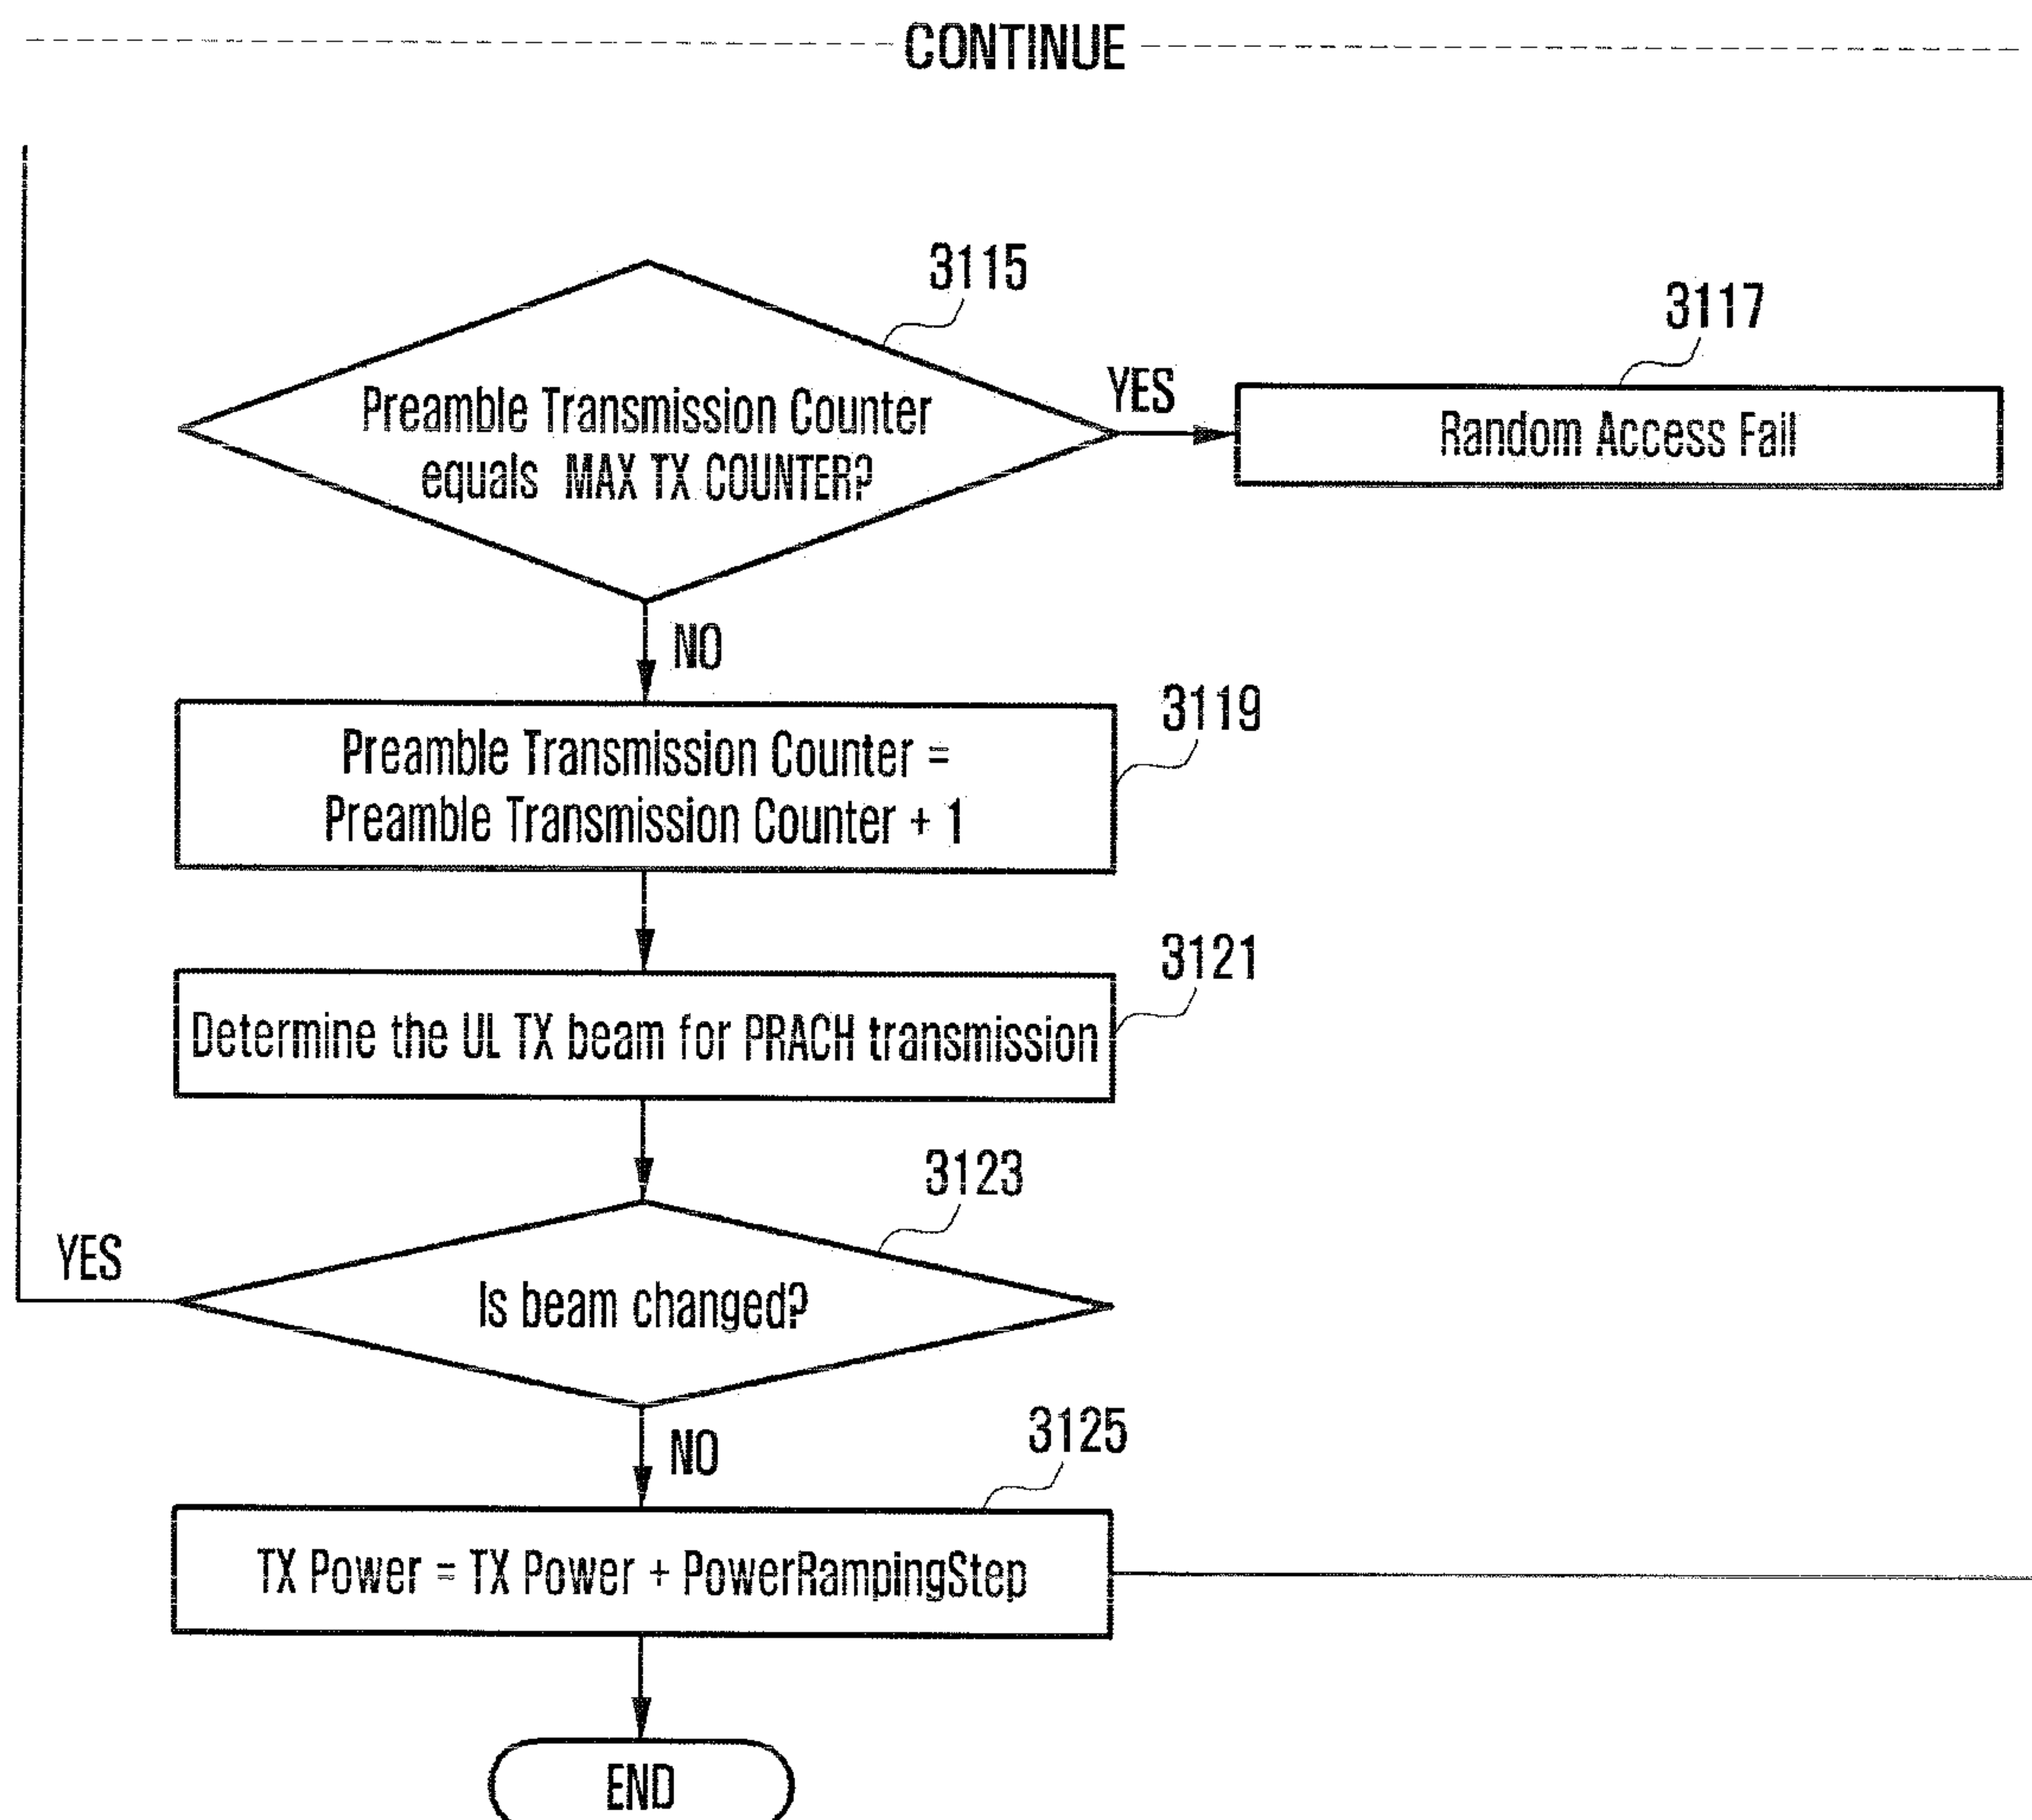 CONTINUE
3115
Preamble Transmission Counter
equals MAX TX COUNTER?
YES
3117
Random Access Fail
NO
3119
Preamble Transmission Counter =
Preamble Transmission Counter + 1
3121
Determine the UL TX beam for PRACH transmission
3123
YES
Is beam changed?
NO
3125
TX Power = TX Power + PowerRampingStep
END